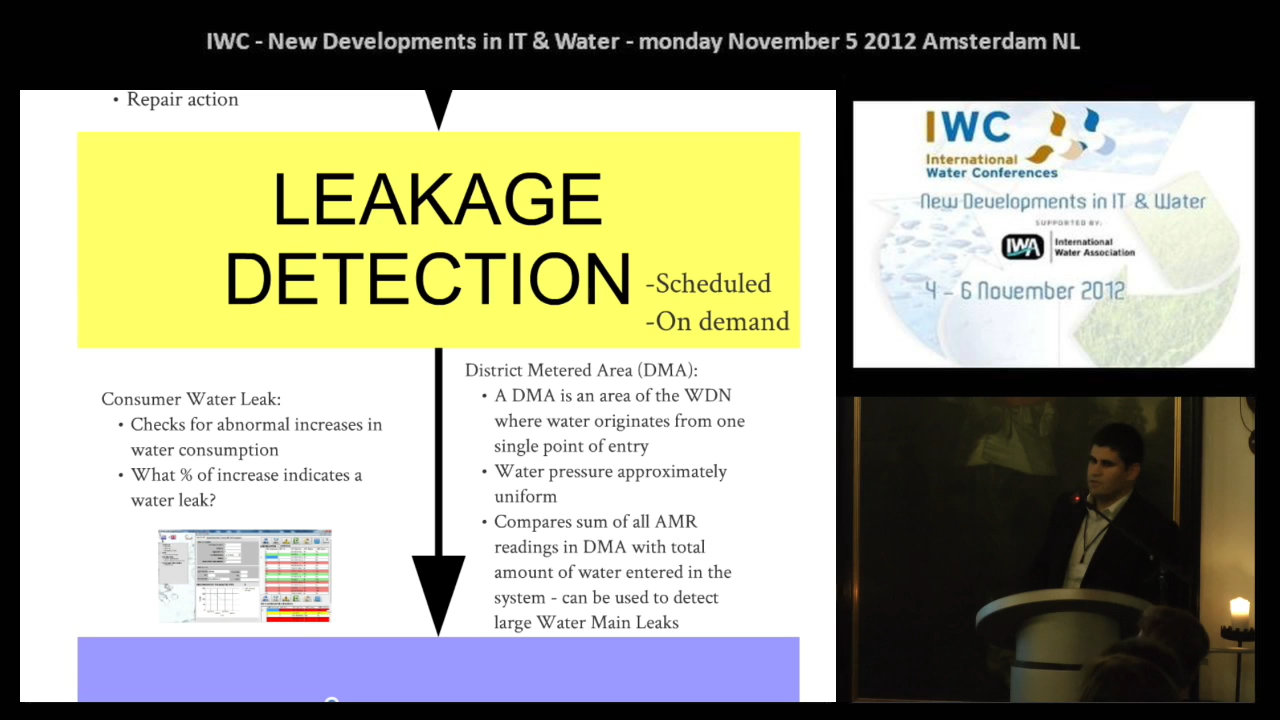 IWC - New Developments in IT & Water - monday November 5 2012 Amsterdam NL
• Repair action
LEAKAGE
DETECTION
-Scheduled
-On demand
Consumer Water Leak:
• Checks for abnormal increases in
water consumption
• What % of increase indicates a
water leak?
District Metered Area (DMA):
• A DMA is an area of the WDN
where water originates from one
single point of entry
• Water pressure approximately
uniform
• Compares sum of all AMR
readings in DMA with total
amount of water entered in the
system - can be used to detect
large Water Main Leaks
IWC
International
Water Conferences
New Developments in IT & Water
SUPPORTED BY:
IWA
International
Water Association
4 - 6 November 2012